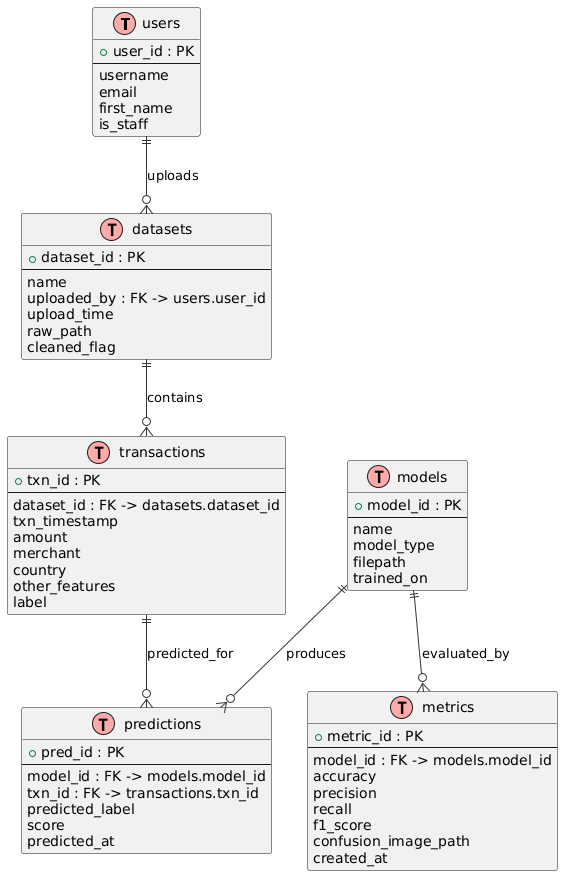 T users
user_id : PK
username
email
first_name
is_staff
uploads
T datasets
dataset_id : PK
name
uploaded_by : FK -> users.user_id
upload_time
raw_path
cleaned_flag
contains
T transactions
txn_id : PK
dataset_id : FK -> datasets.dataset_id
txn_timestamp
amount
merchant
country
other_features
label
T models
model_id : PK
name
model_type
filepath
trained_on
predicted_for
produces
evaluated_by
T predictions
pred_id : PK
model_id : FK -> models.model_id
txn_id : FK -> transactions.txn_id
predicted_label
score
predicted_at
T metrics
metric_id : PK
model_id : FK -> models.model_id
accuracy
precision
recall
f1_score
confusion_image_path
created_at